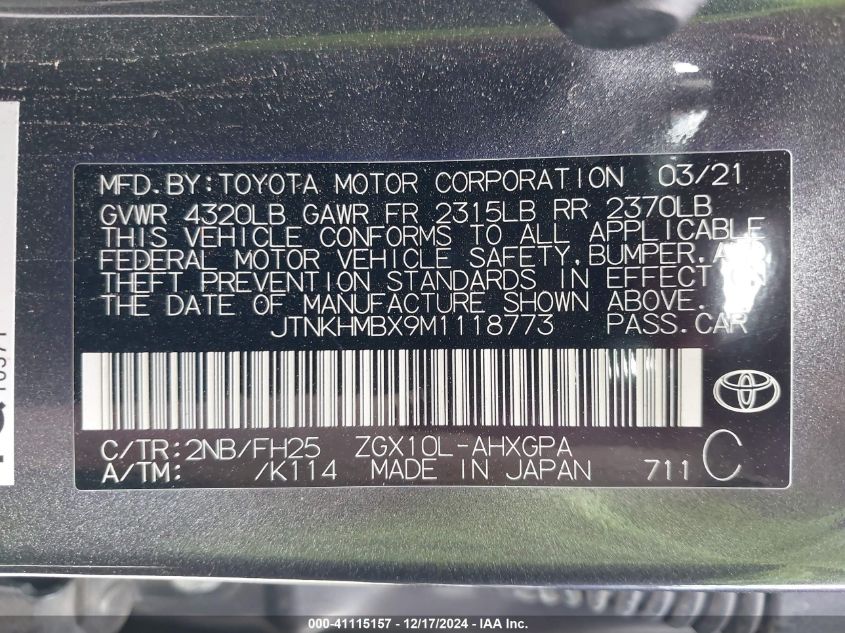 MFD.BY:TOYOTA MOTOR CORPORATION 03/21
GVWR 4320LB GAWR FR 2315LB RR 2370LB
THIS VEHICLE CONFORMS TO ALL APPLICABLE
FEDERAL MOTOR VEHICLE SAFETY,BUMPER,AND
THEFT PREVENTION STANDARDS IN EFFECT ON
THE DATE OF MANUFACTURE SHOWN ABOVE.
JTNKHMBX9M1118773 PASS.CAR
C/TR:2NB/FH25 ZGX10L-AHXGPA
A/TM: /K114 MADE IN JAPAN 711 C
000-41115157 - 12/17/2024 - IAAI.com